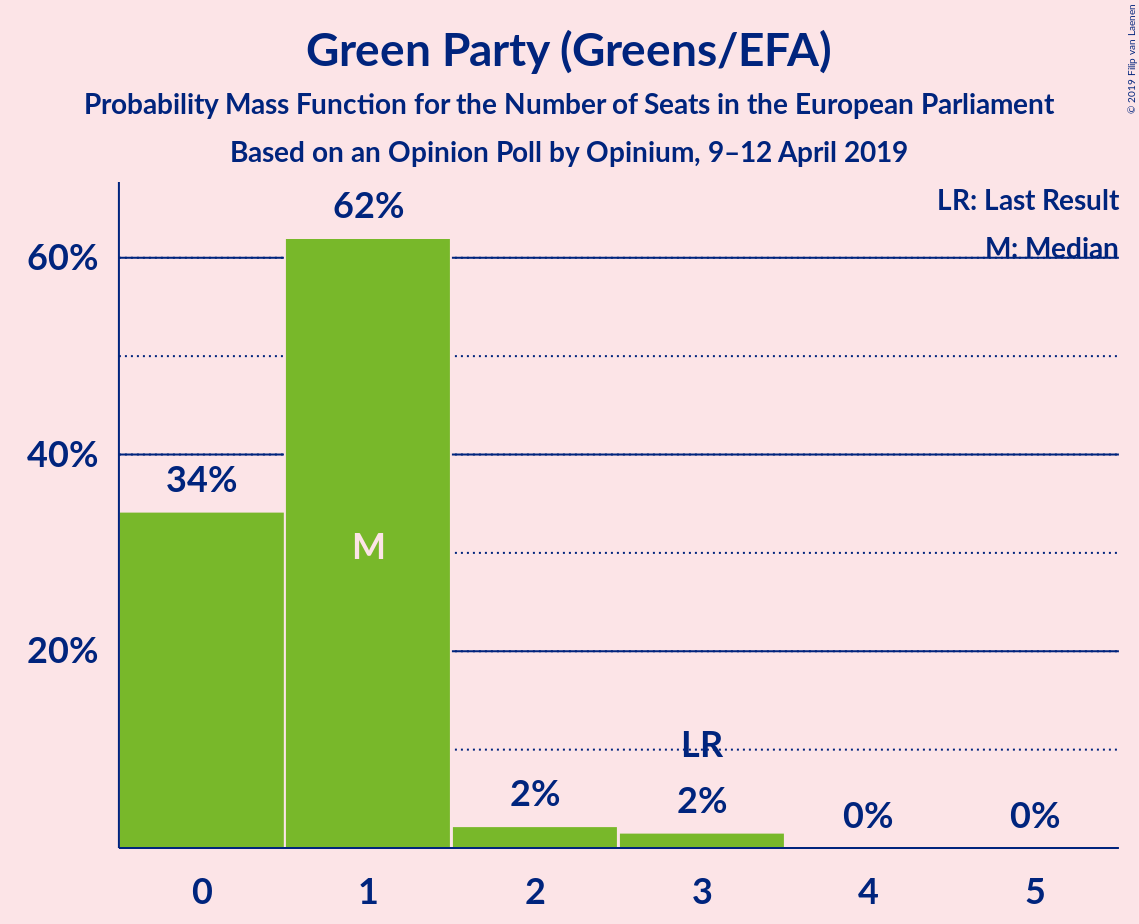 Green Party (Greens/EFA)
Probability Mass Function for the Number of Seats in the European Parliament
Based on an Opinion Poll by Opinium, 9–12 April 2019
© 2019 Filip van Laenen
LR: Last Result
M: Median
62%
60%
40%
34%
M
20%
LR
2%
2%
0%
0%
0
1
2
3
4
5